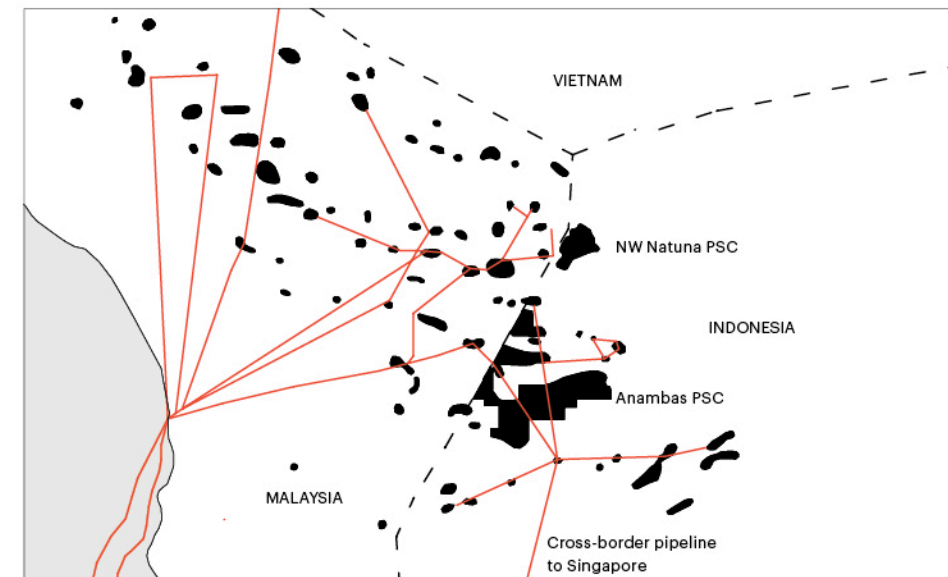 VIETNAM
NW Natuna PSC
INDONESIA
Anambas PSC
MALAYSIA
Cross-border pipeline
to Singapore